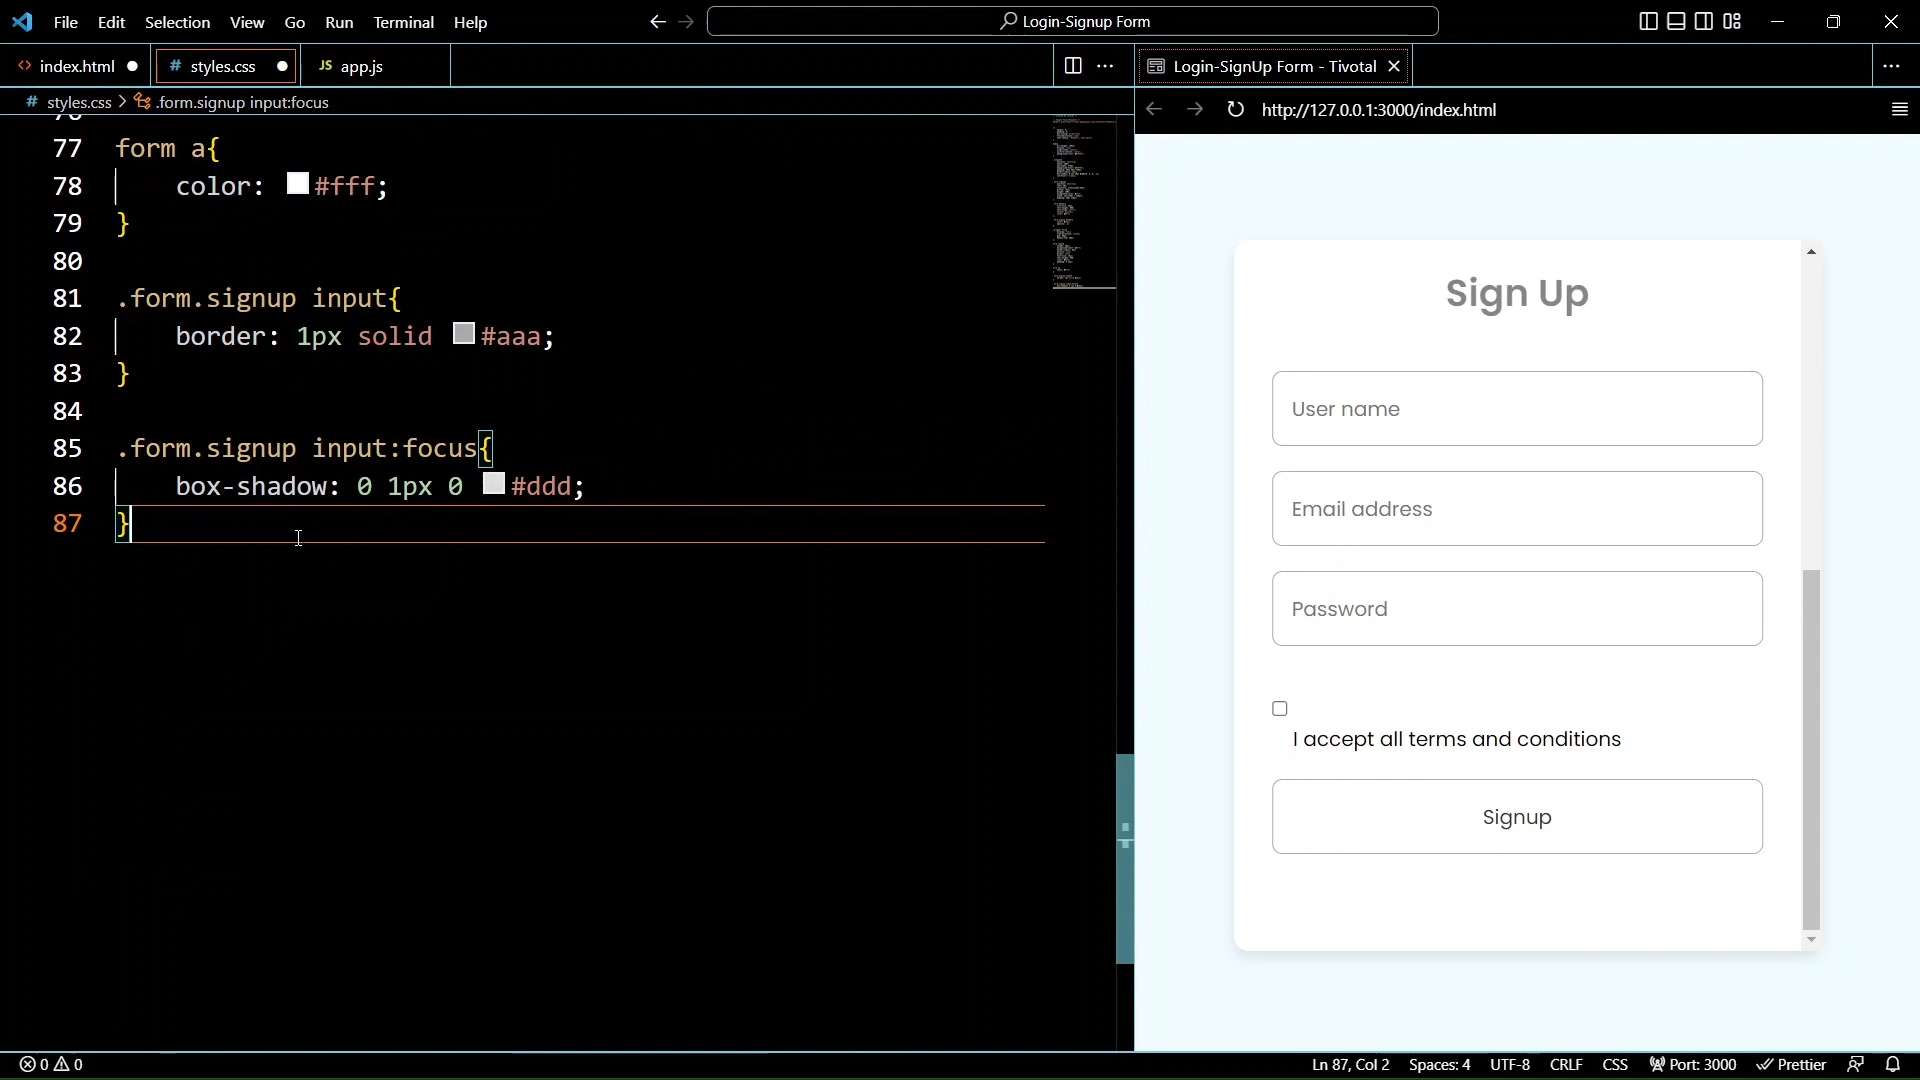 File Edit Selection View Go Run Terminal Help
Login-Signup Form
index.html
styles.css
JS app.js
Login-SignUp Form - Tivotal
# styles.css > .form.signup input:focus
http://127.0.0.1:3000/index.html
77 form a{
78 color: #fff;
79 }
80
81 .form.signup input{
82 border: 1px solid #aaa;
83 }
84
85 .form.signup input:focus{
86 box-shadow: 0 1px 0 #ddd;
87 }
Sign Up
User name
Email address
Password
I accept all terms and conditions
Signup
0 0
Ln 87, Col 2 Spaces: 4 UTF-8 CRLF CSS Port: 3000 Prettier